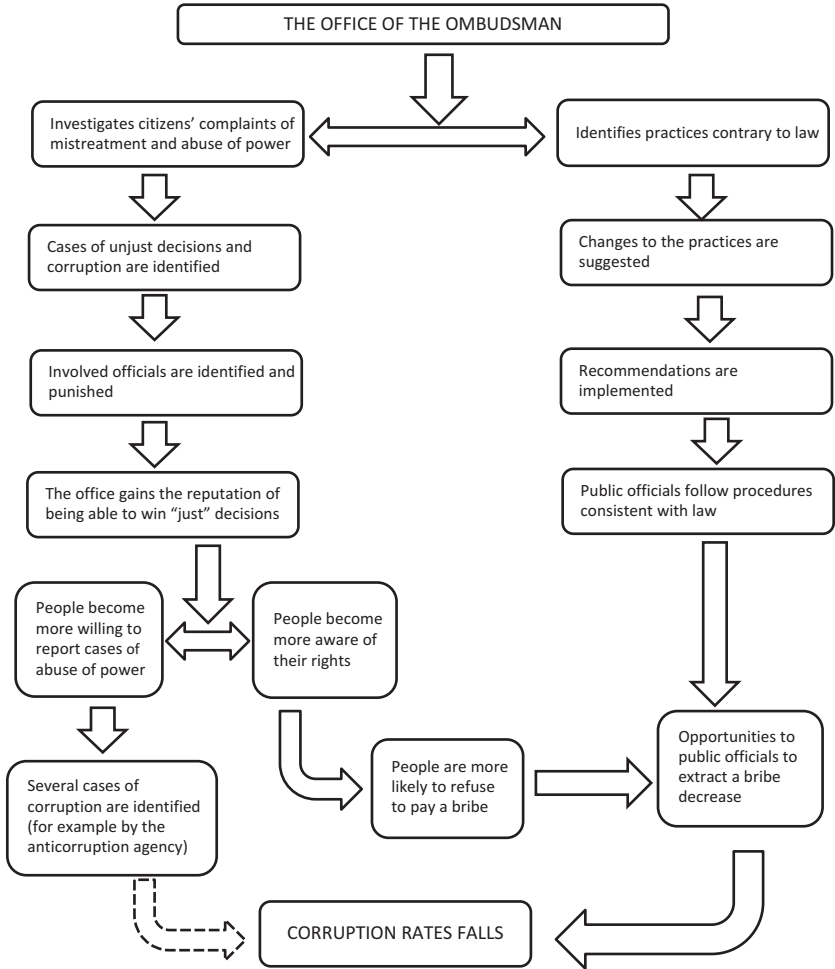 THE OFFICE OF THE OMBUDSMAN
Investigates citizens’ complaints of
mistreatment and abuse of power
Identifies practices contrary to law
Cases of unjust decisions and
corruption are identified
Changes to the practices are
suggested
Involved officials are identified and
punished
Recommendations are
implemented
The office gains the reputation of
being able to win “just” decisions
Public officials follow procedures
consistent with law
People become
more willing to
report cases of
abuse of power
People become
more aware of
their rights
Several cases of
corruption are identified
(for example by the
anticorruption agency)
People are more
likely to refuse
to pay a bribe
Opportunities to
public officials to
extract a bribe
decrease
CORRUPTION RATES FALLS